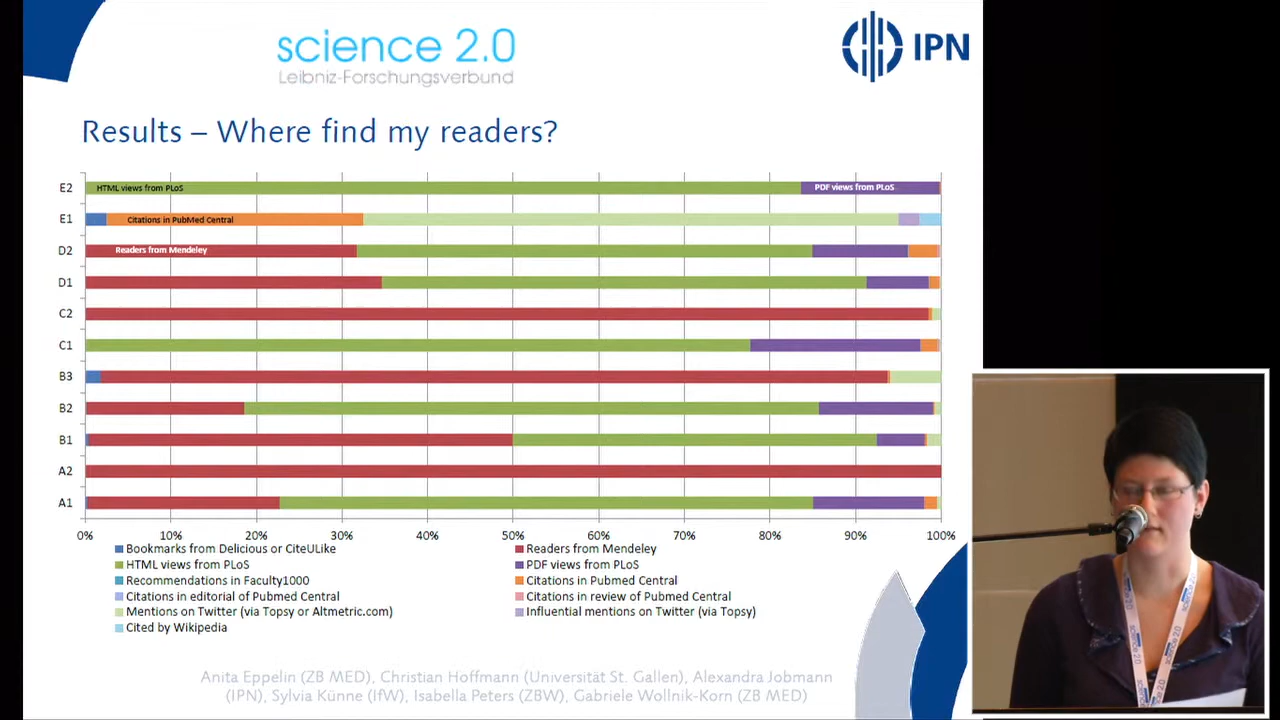 science 2.0
Leibniz-Forschungsverbund
IPN
Results – Where find my readers?
E2
HTML views from PLoS
PDF views from PLoS
E1
Citations in PubMed Central
D2
Readers from Mendeley
D1
C2
C1
B3
B2
B1
A2
A1
0% 10% 20% 30% 40% 50% 60% 70% 80% 90% 100%
Bookmarks from Delicious or CiteULike
Readers from Mendeley
HTML views from PLoS
PDF views from PLoS
Recommendations in Faculty1000
Citations in Pubmed Central
Citations in editorial of Pubmed Central
Citations in review of Pubmed Central
Mentions on Twitter (via Topsy or Altmetric.com)
Influential mentions on Twitter (via Topsy)
Cited by Wikipedia
Anita Eppelin (ZB MED), Christian Hoffmann (Universität St. Gallen), Alexandra Jobmann
(IPN), Sylvia Künne (IfW), Isabella Peters (ZBW), Gabriele Wollnik-Korn (ZB MED)